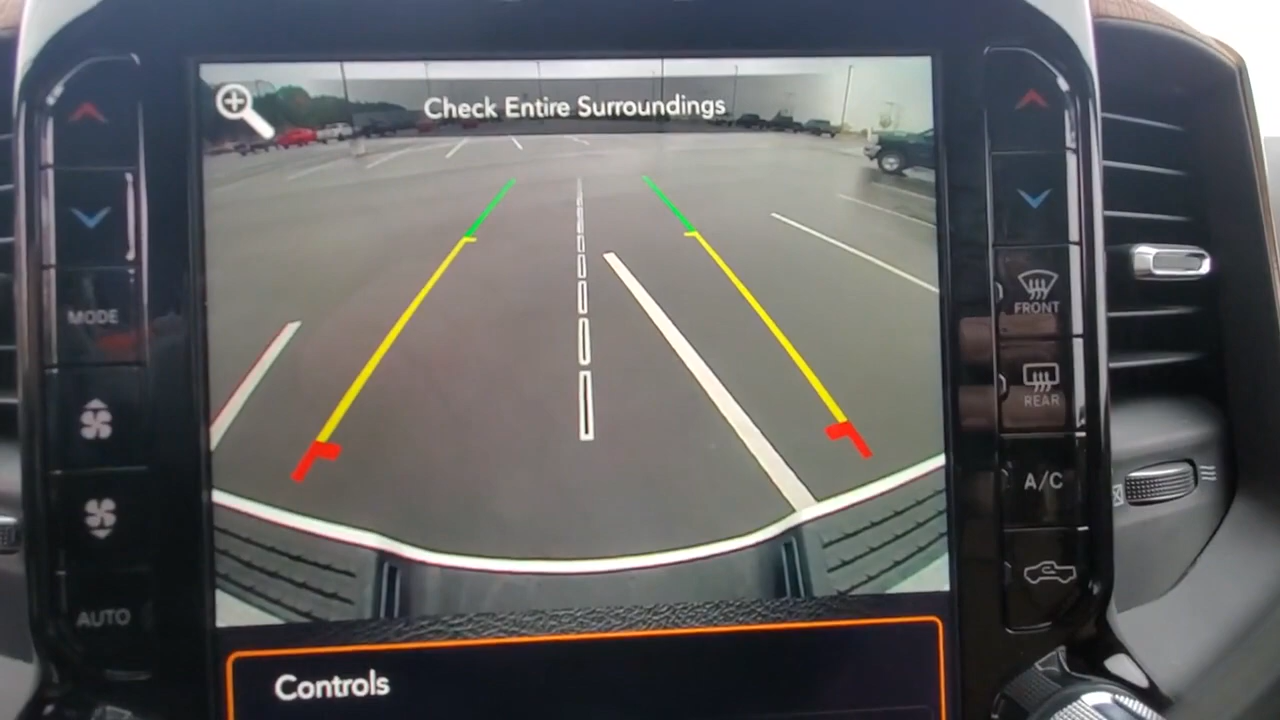 Check Entire Surroundings
MODE
FRONT
REAR
A/C
AUTO
Controls